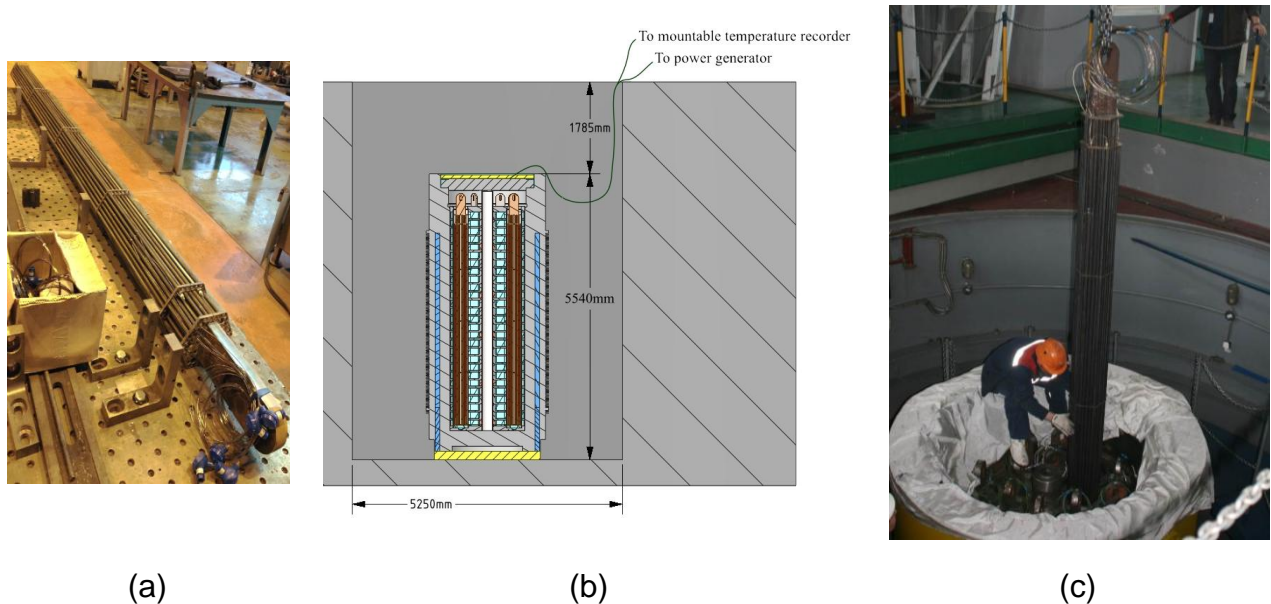 To mountable temperature recorder
To power generator
1785mm
5540mm
5250mm
(a)
(b)
(c)